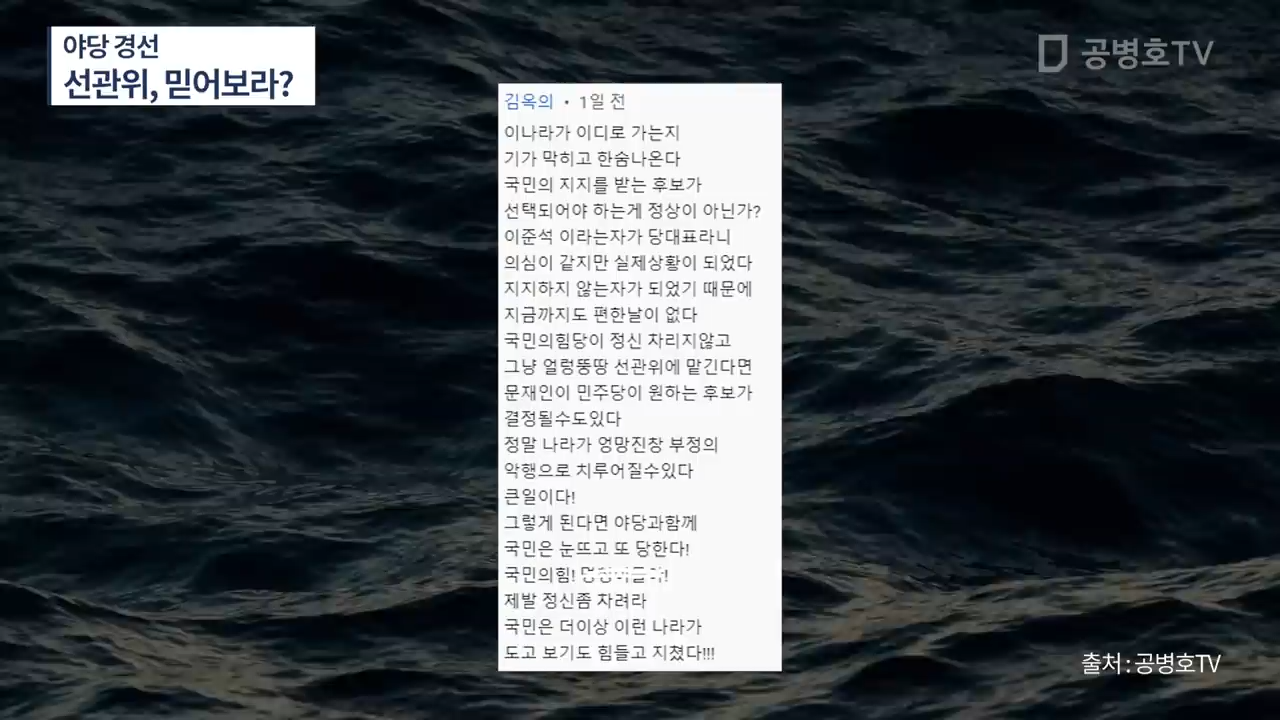 야당 경선
선관위, 믿어보라?
공병호TV
김옥의 • 1일 전
이나라가 이디로 가는지
기가 막히고 한숨나온다
국민의 지지를 받는 후보가
선택되어야 하는게 정상이 아닌가?
이준석 이라는자가 당대표라니
의심이 같지만 실제상황이 되었다
지지하지 않는자가 되었기 때문에
지금까지도 편한날이 없다
국민의힘당이 정신 차리지않고
그냥 얼렁뚱땅 선관위에 맡긴다면
문재인이 민주당이 원하는 후보가
결정될수도있다
정말 나라가 엉망진창 부정의
악행으로 치루어질수있다
큰일이다!
그렇게 된다면 야당과함께
국민은 눈뜨고 또 당한다!
국민의힘!
제발 정신좀 차려라
국민은 더이상 이런 나라가
도고 보기도 힘들고 지쳤다!!!
출처 : 공병호TV